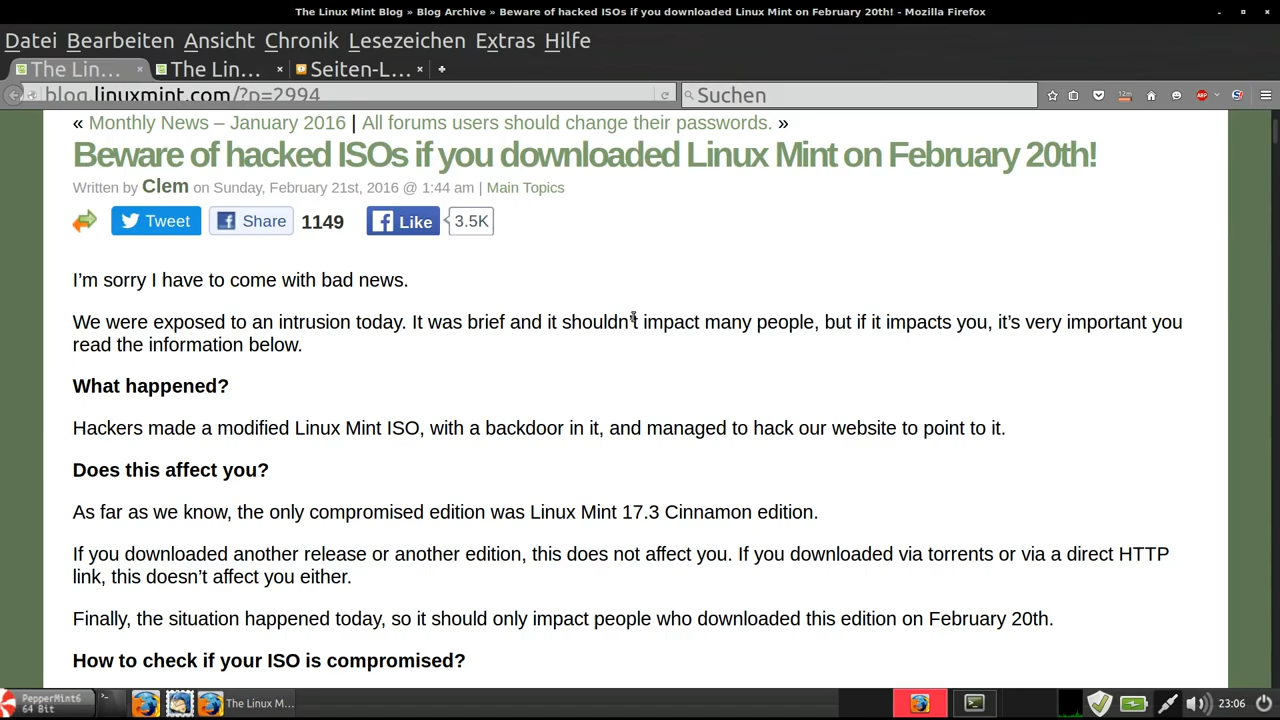 The Linux Mint Blog » Blog Archive » Beware of hacked ISOs if you downloaded Linux Mint on February 20th! - Mozilla Firefox
Datei Bearbeiten Ansicht Chronik Lesezeichen Extras Hilfe
The Lin... × The Lin... × Seiten-L... ×
blog.linuxmint.com/?p=2994 Suchen 12m ABP
« Monthly News – January 2016 | All forums users should change their passwords. »
Beware of hacked ISOs if you downloaded Linux Mint on February 20th!
Written by Clem on Sunday, February 21st, 2016 @ 1:44 am | Main Topics
Tweet Share 1149 Like 3.5K
I’m sorry I have to come with bad news.
We were exposed to an intrusion today. It was brief and it shouldn’t impact many people, but if it impacts you, it’s very important you
read the information below.
What happened?
Hackers made a modified Linux Mint ISO, with a backdoor in it, and managed to hack our website to point to it.
Does this affect you?
As far as we know, the only compromised edition was Linux Mint 17.3 Cinnamon edition.
If you downloaded another release or another edition, this does not affect you. If you downloaded via torrents or via a direct HTTP
link, this doesn’t affect you either.
Finally, the situation happened today, so it should only impact people who downloaded this edition on February 20th.
How to check if your ISO is compromised?
PepperMint6
64 Bit
The Linux M... 23:06